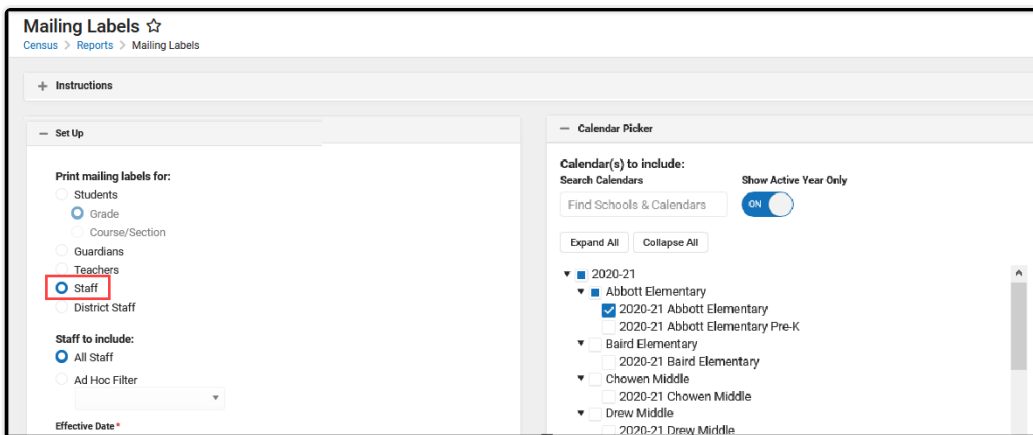 Mailing Labels
Census > Reports > Mailing Labels
Instructions
Set Up
Print mailing labels for:
Students
Grade
Course/Section
Guardians
Teachers
Staff
District Staff
Staff to include:
All Staff
Ad Hoc Filter
Effective Date*
Calendar Picker
Calendar(s) to include:
Search Calendars
Show Active Year Only
Find Schools & Calendars
ON
Expand All
Collapse All
2020-21
Abbott Elementary
2020-21 Abbott Elementary
2020-21 Abbott Elementary Pre-K
Baird Elementary
2020-21 Baird Elementary
Chowen Middle
2020-21 Chowen Middle
Drew Middle
2020-21 Drew Middle